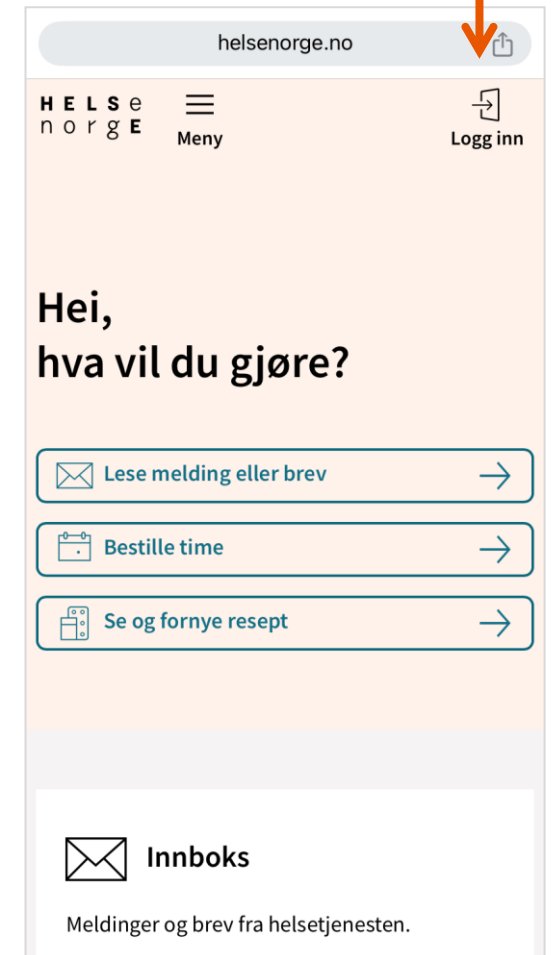 helsenorge.no
HELSe
norgE
Meny
Logg inn
Hei,
hva vil du gjøre?
Lese melding eller brev
Bestille time
Se og fornye resept
Innboks
Meldinger og brev fra helsetjenesten.